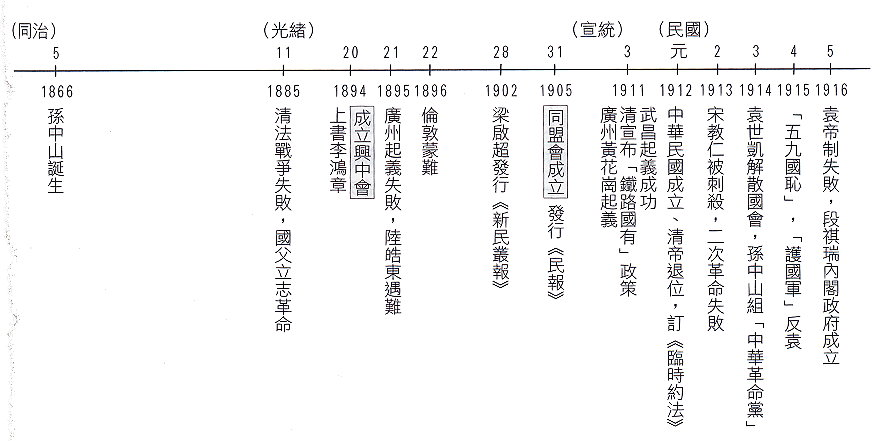 (同治)
(光緒)
(宣統)
(民國)
5
11
20
21
22
28
31
3
元
2
3
4
5
1866
1885
1894
1895
1896
1902
1905
1911
1912
1913
1914
1915
1916
孫中山誕生
清法戰爭失敗，國父立志革命
上書李鴻章
成立興中會
廣州起義失敗，陸皓東遇難
倫敦蒙難
梁啟超發行《新民叢報》
同盟會成立 發行《民報》
廣州黃花崗起義
清宣布「鐵路國有」政策
武昌起義成功
中華民國成立、清帝退位，訂《臨時約法》
宋教仁被刺殺，二次革命失敗
袁世凱解散國會，孫中山組「中華革命黨」
「五九國恥」，「護國軍」反袁
袁帝制失敗，段祺瑞內閣政府成立